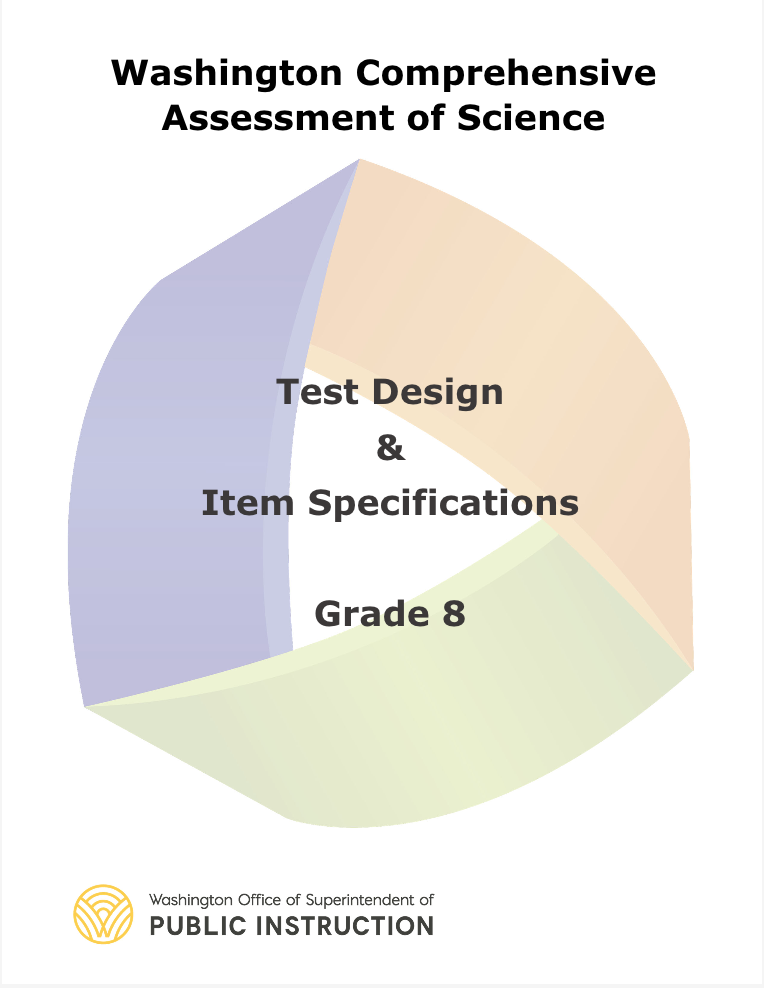 Washington Comprehensive
Assessment of Science
Test Design
&
Item Specifications
Grade 8
Washington Office of Superintendent of
PUBLIC INSTRUCTION